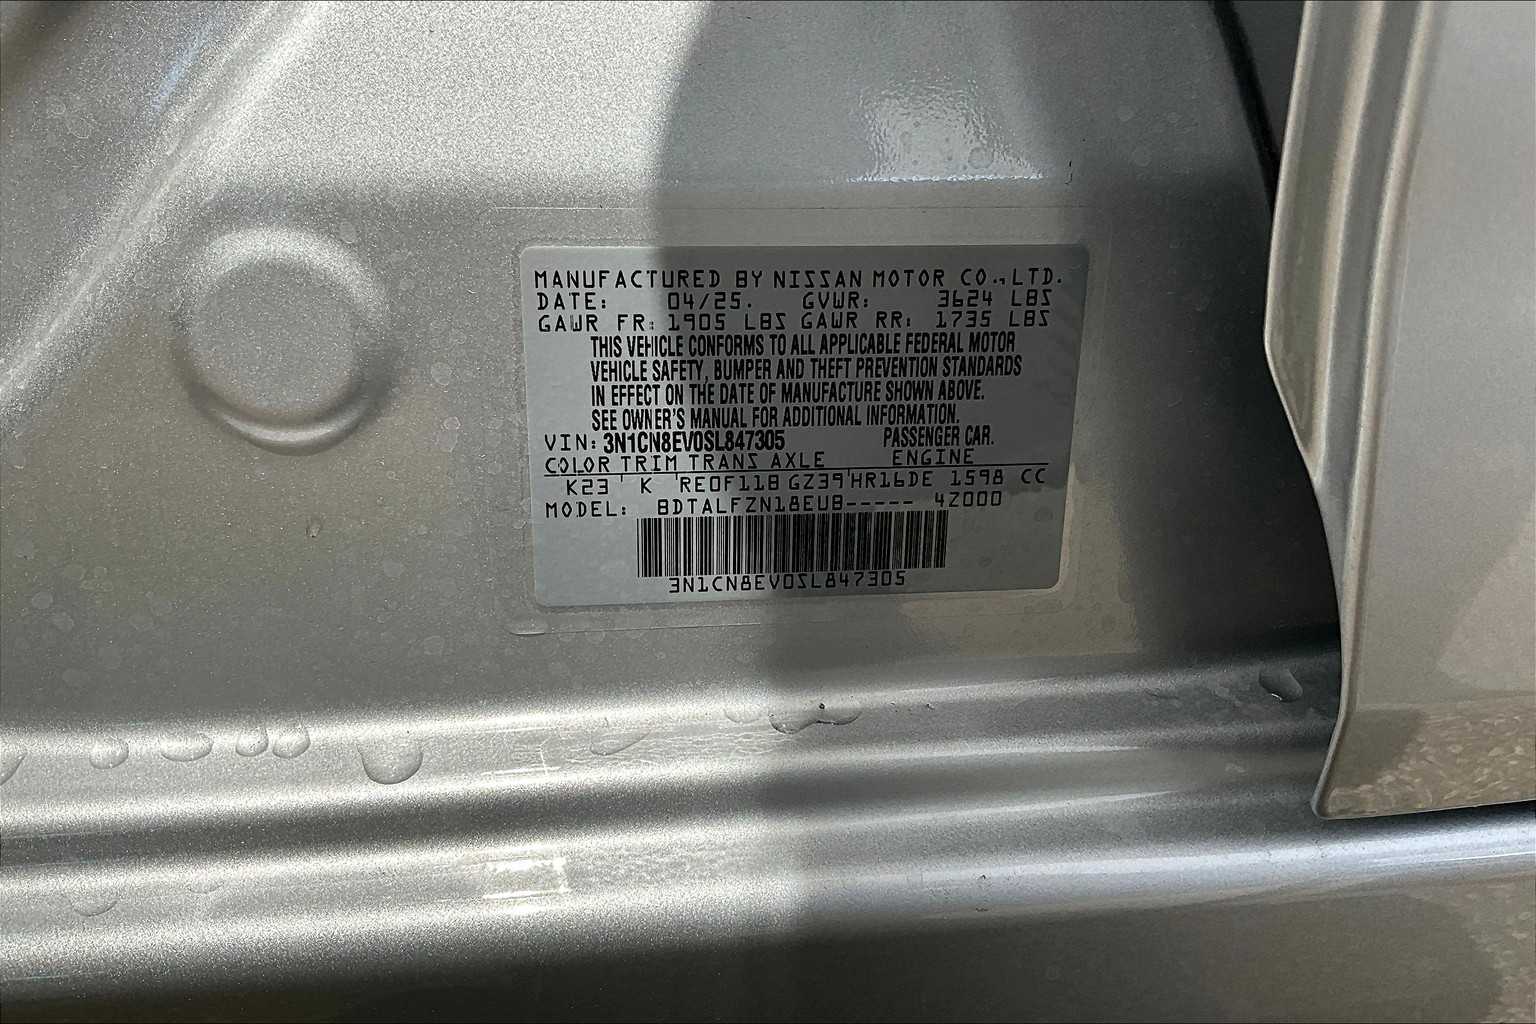 MANUFACTURED BY NISSAN MOTOR CO., LTD.
DATE: 04/25. GVWR: 3624 LBS
GAWR FR: 1905 LBS GAWR RR: 1735 LBS
THIS VEHICLE CONFORMS TO ALL APPLICABLE FEDERAL MOTOR
VEHICLE SAFETY, BUMPER AND THEFT PREVENTION STANDARDS
IN EFFECT ON THE DATE OF MANUFACTURE SHOWN ABOVE.
SEE OWNER'S MANUAL FOR ADDITIONAL INFORMATION.
VIN: 3N1CN8EV0SL847305 PASSENGER CAR.
COLOR TRIM TRANS AXLE ENGINE
K23 ' K 'RE0F11B GZ39'HR16DE 1598 CC
MODEL: BDTALFZN18EUB----- 4Z000
3N1CN8EV0SL847305